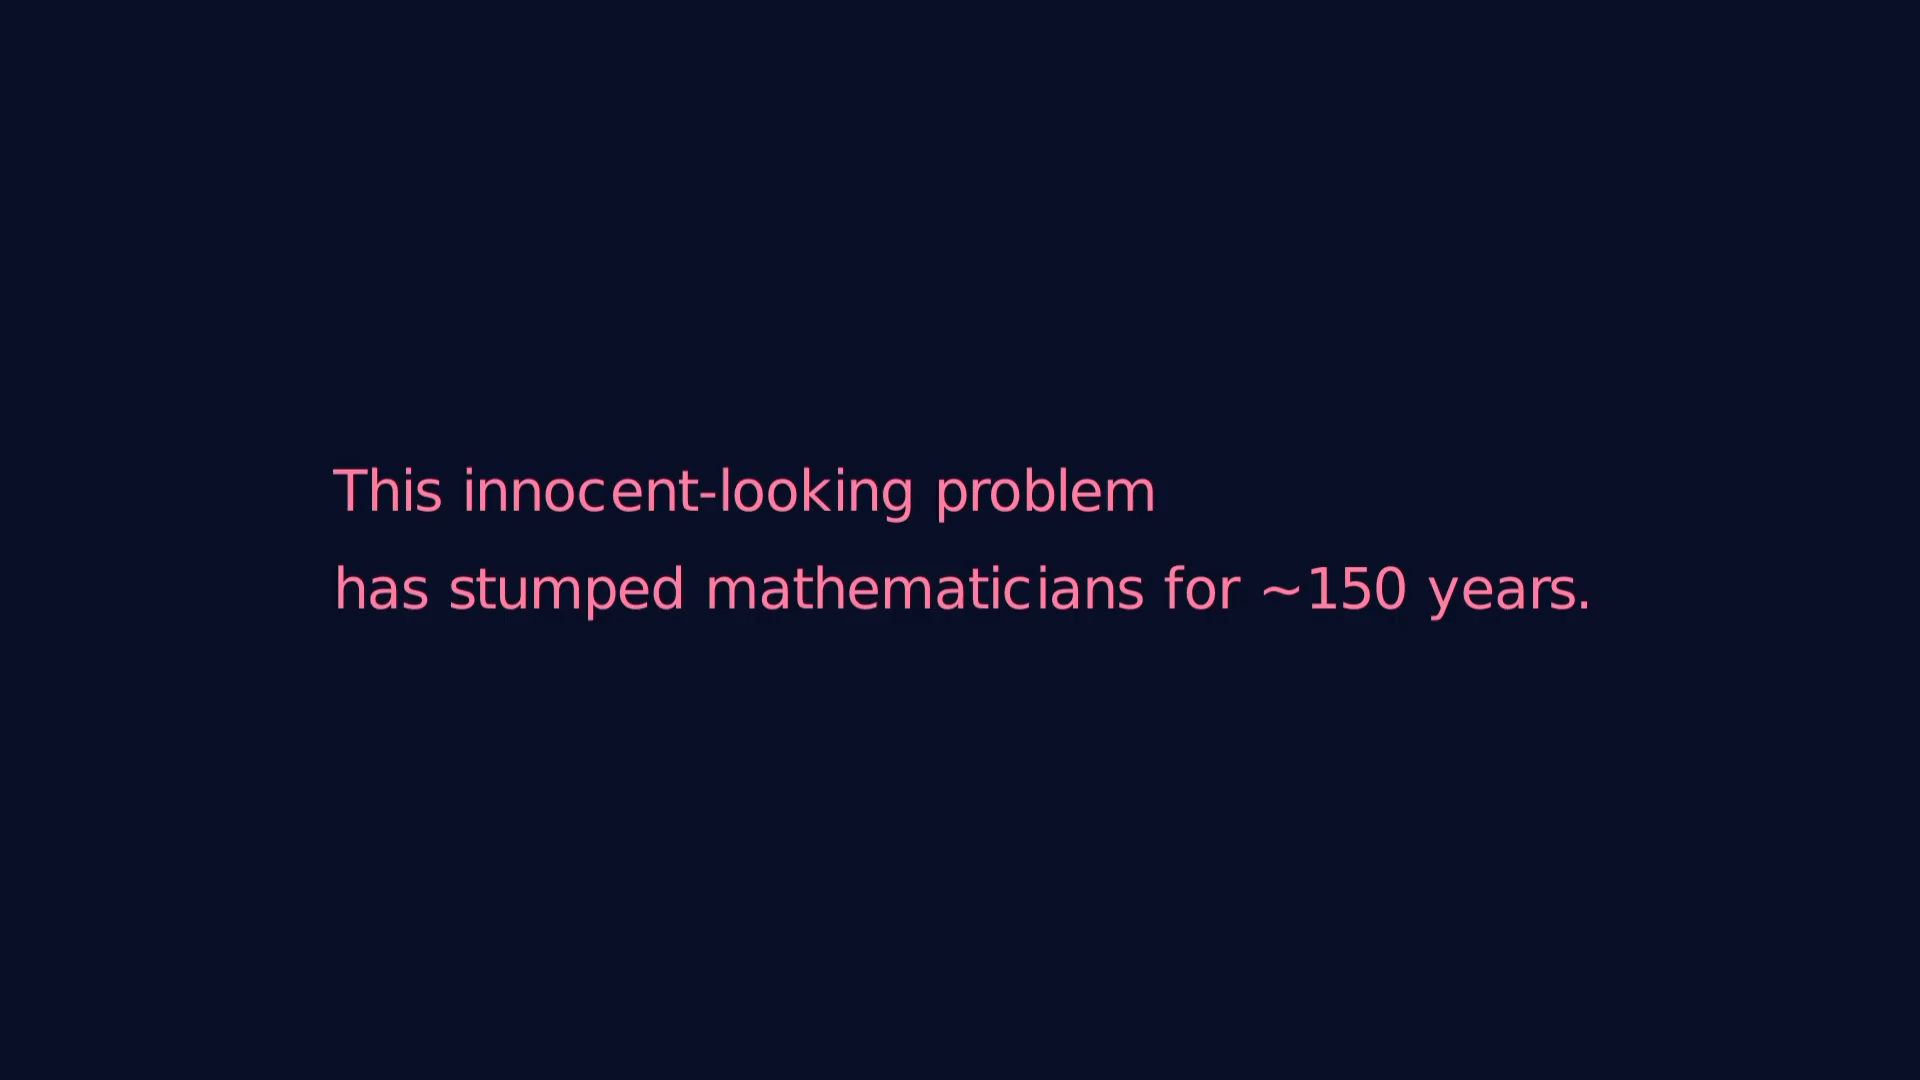 This innocent-looking problem
has stumped mathematicians for ~150 years.